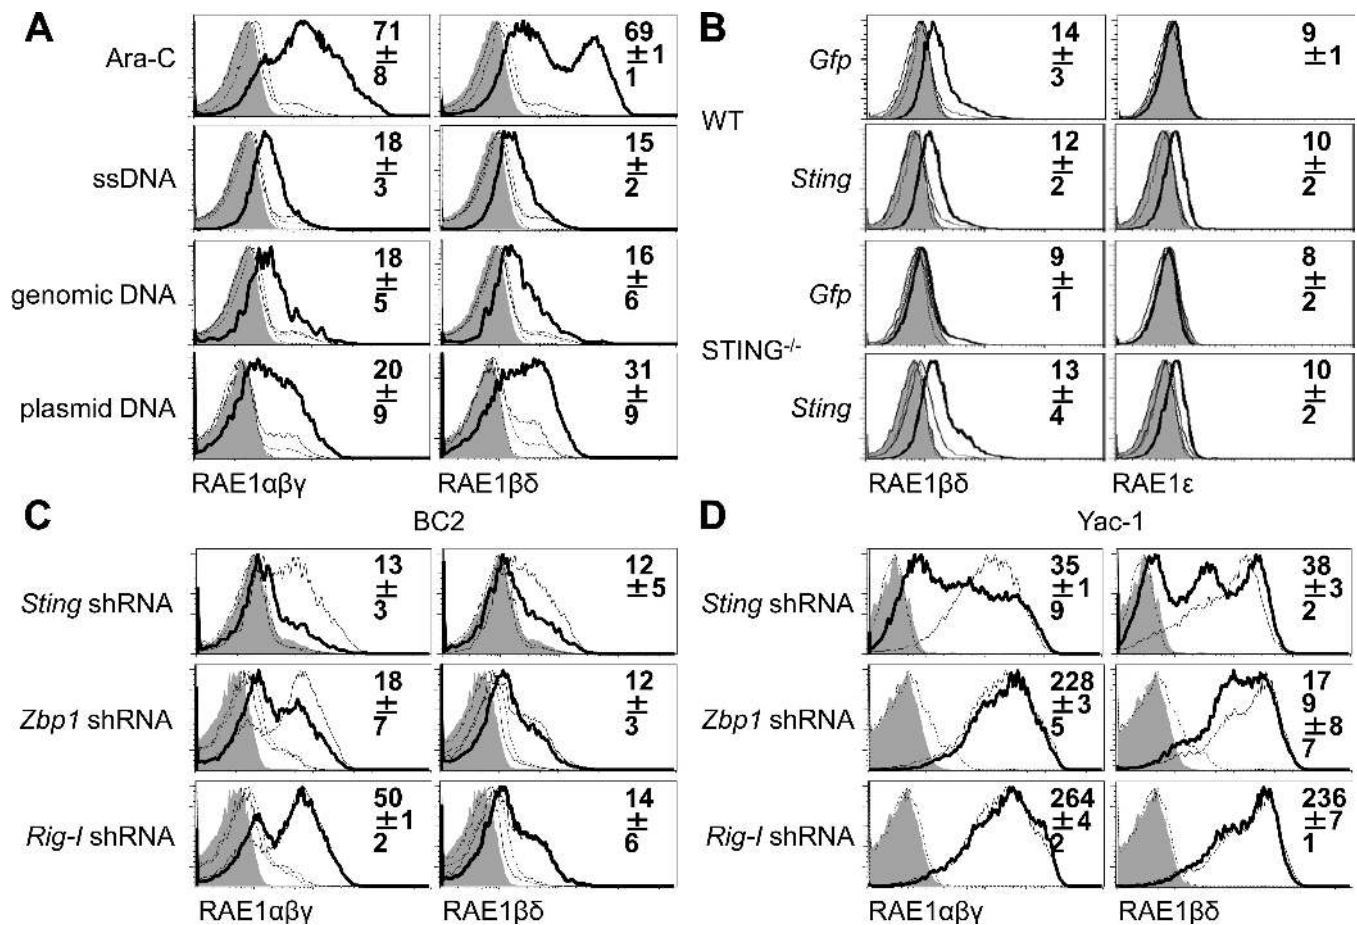 A
B
Ara-C
71
±
8
69
±1
1
ssDNA
18
±
3
15
±
2
genomic DNA
18
±
5
16
±
6
plasmid DNA
20
±
9
31
±
9
RAE1αβγ
RAE1βδ
WT
Gfp
14
±
3
9
±1
Sting
12
±
2
10
±
2
STING-/-
Gfp
9
±
1
8
±
2
Sting
13
±
4
10
±
2
RAE1βδ
RAE1ε
C
BC2
Sting shRNA
13
±
3
12
±5
Zbp1 shRNA
18
±
7
12
±
3
Rig-I shRNA
50
±1
2
14
±
6
RAE1αβγ
RAE1βδ
D
Yac-1
Sting shRNA
35
±1
9
38
±3
2
Zbp1 shRNA
228
±3
5
17
9
±8
7
Rig-I shRNA
264
±4
2
236
±7
1
RAE1αβγ
RAE1βδ